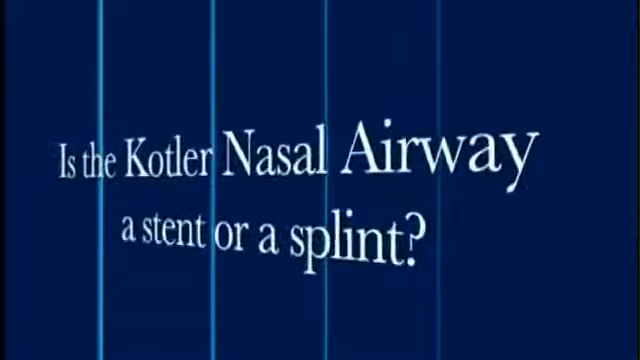 Is the Kotler Nasal Airway
a stent or a splint?